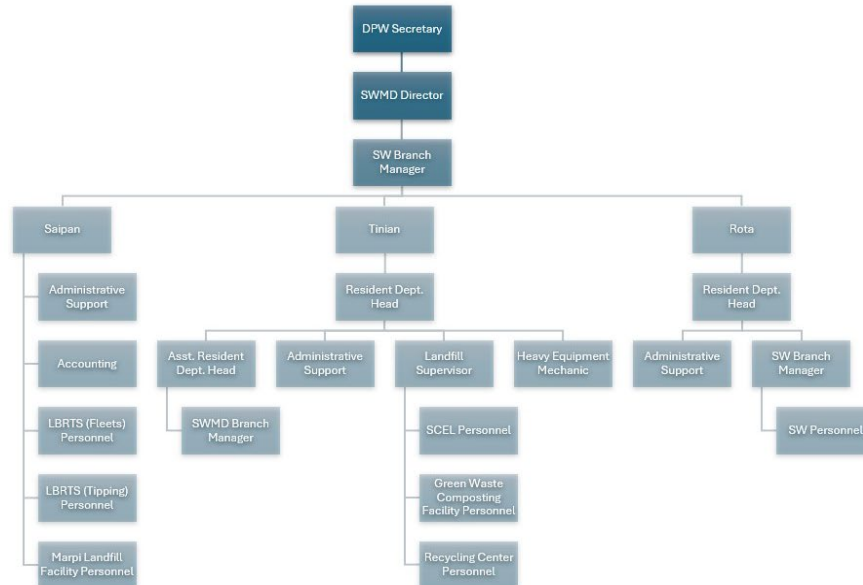 DPW Secretary
SWMD Director
SW Branch
Manager
Saipan
Tinian
Rota
Administrative
Support
Resident Dept.
Head
Resident Dept.
Head
Accounting
Asst. Resident
Dept. Head
Administrative
Support
Landfill
Supervisor
Heavy Equipment
Mechanic
Administrative
Support
SW Branch
Manager
LBRTS (Fleets)
Personnel
SWMD Branch
Manager
SCEL Personnel
SW Personnel
LBRTS (Tipping)
Personnel
Green Waste
Composting
Facility Personnel
Marpi Landfill
Facility Personnel
Recycling Center
Personnel